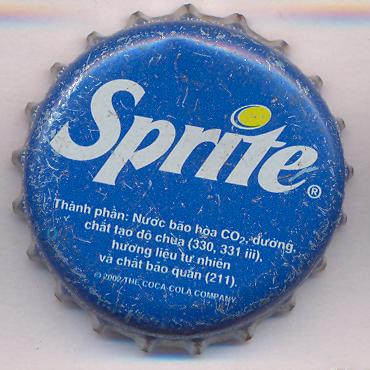 Sprite®
Thành phần: Nước bão hòa CO₂, đường,
chất tạo độ chua (330, 331 iii),
hương liệu tự nhiên
và chất bảo quản (211).
© 2002 THE COCA-COLA COMPANY